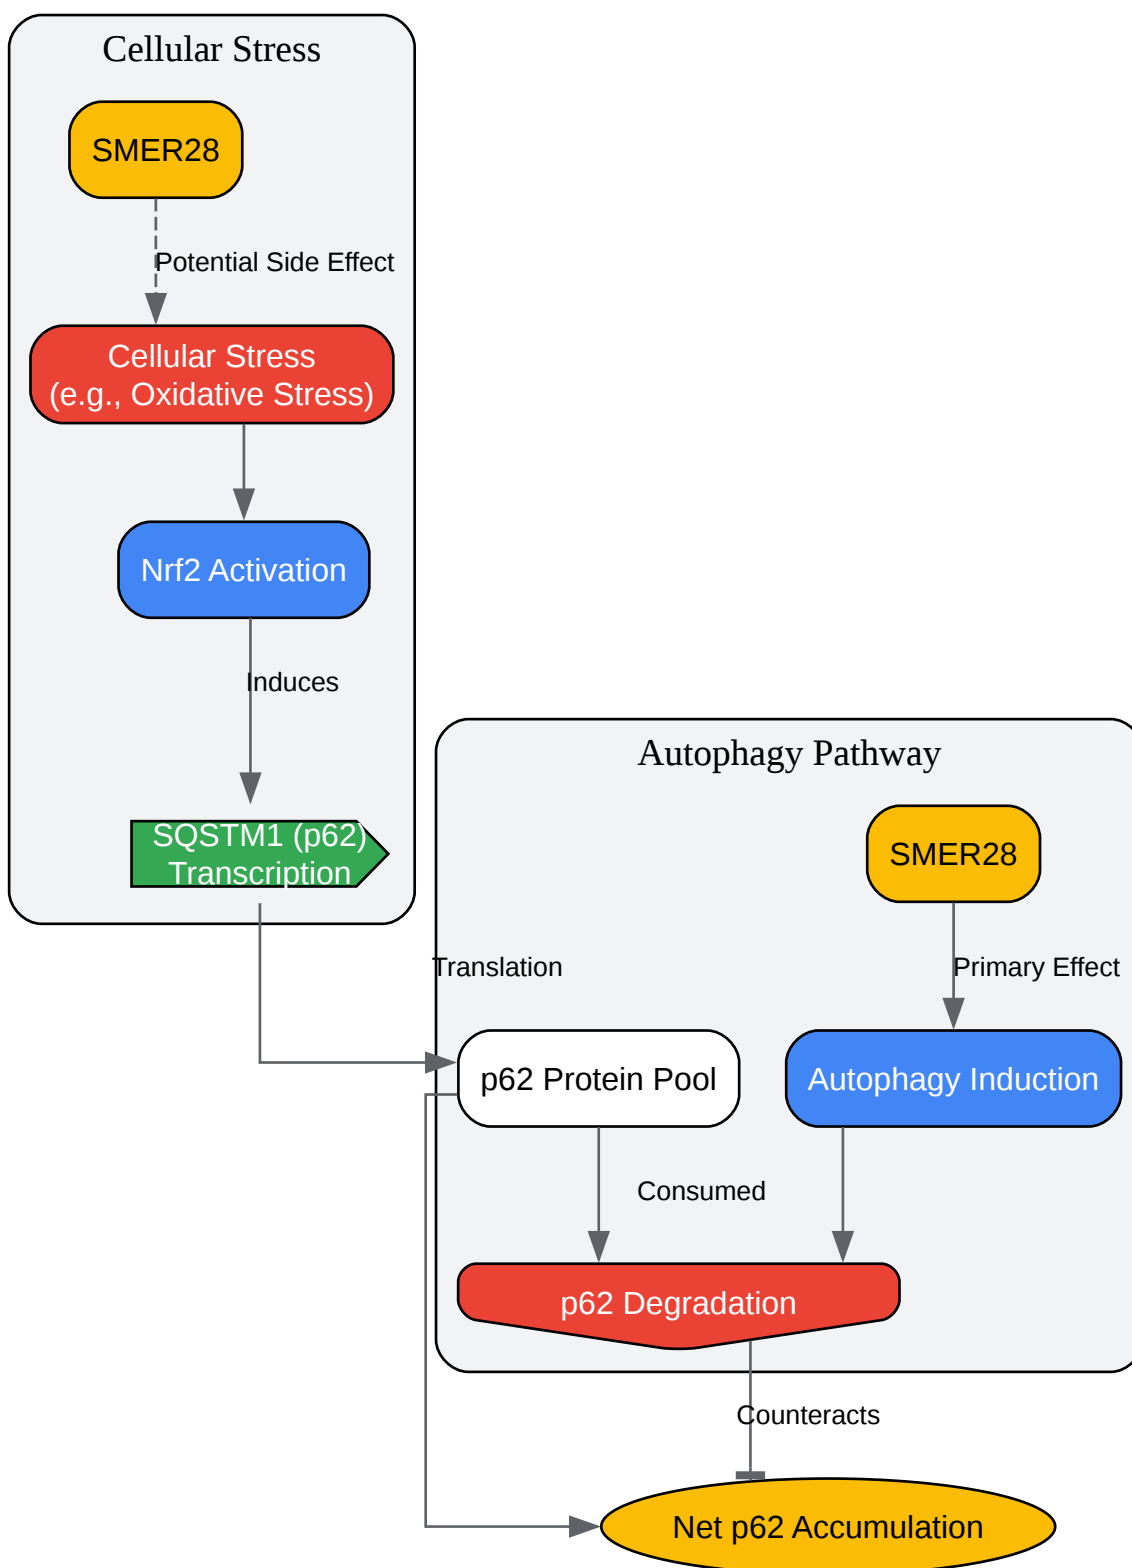 Cellular Stress
SMER28
Potential Side Effect
Cellular Stress
(e.g., Oxidative Stress)
Nrf2 Activation
Induces
SQSTM1 (p62)
Transcription
Autophagy Pathway
SMER28
Translation
Primary Effect
p62 Protein Pool
Autophagy Induction
Consumed
p62 Degradation
Counteracts
Net p62 Accumulation